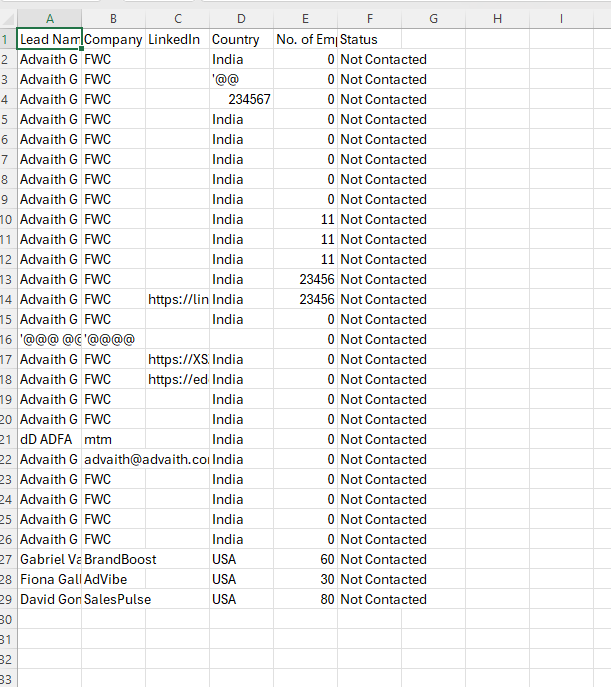 A B C D E F G H I
1 Lead Nam Company LinkedIn Country No. of Em Status
2 Advaith G FWC India 0 Not Contacted
3 Advaith G FWC '@@ 0 Not Contacted
4 Advaith G FWC 234567 0 Not Contacted
5 Advaith G FWC India 0 Not Contacted
6 Advaith G FWC India 0 Not Contacted
7 Advaith G FWC India 0 Not Contacted
8 Advaith G FWC India 0 Not Contacted
9 Advaith G FWC India 0 Not Contacted
10 Advaith G FWC India 11 Not Contacted
11 Advaith G FWC India 11 Not Contacted
12 Advaith G FWC India 11 Not Contacted
13 Advaith G FWC India 23456 Not Contacted
14 Advaith G FWC https://lin India 23456 Not Contacted
15 Advaith G FWC India 0 Not Contacted
16 '@@@ @@ '@@@@ 0 Not Contacted
17 Advaith G FWC https://XS. India 0 Not Contacted
18 Advaith G FWC https://ed India 0 Not Contacted
19 Advaith G FWC India 0 Not Contacted
20 Advaith G FWC India 0 Not Contacted
21 dD ADFA mtm India 0 Not Contacted
22 Advaith G advaith@advaith.co India 0 Not Contacted
23 Advaith G FWC India 0 Not Contacted
24 Advaith G FWC India 0 Not Contacted
25 Advaith G FWC India 0 Not Contacted
26 Advaith G FWC India 0 Not Contacted
27 Gabriel Va BrandBoost USA 60 Not Contacted
28 Fiona Gall AdVibe USA 30 Not Contacted
29 David Gon SalesPulse USA 80 Not Contacted
30
31
32
33